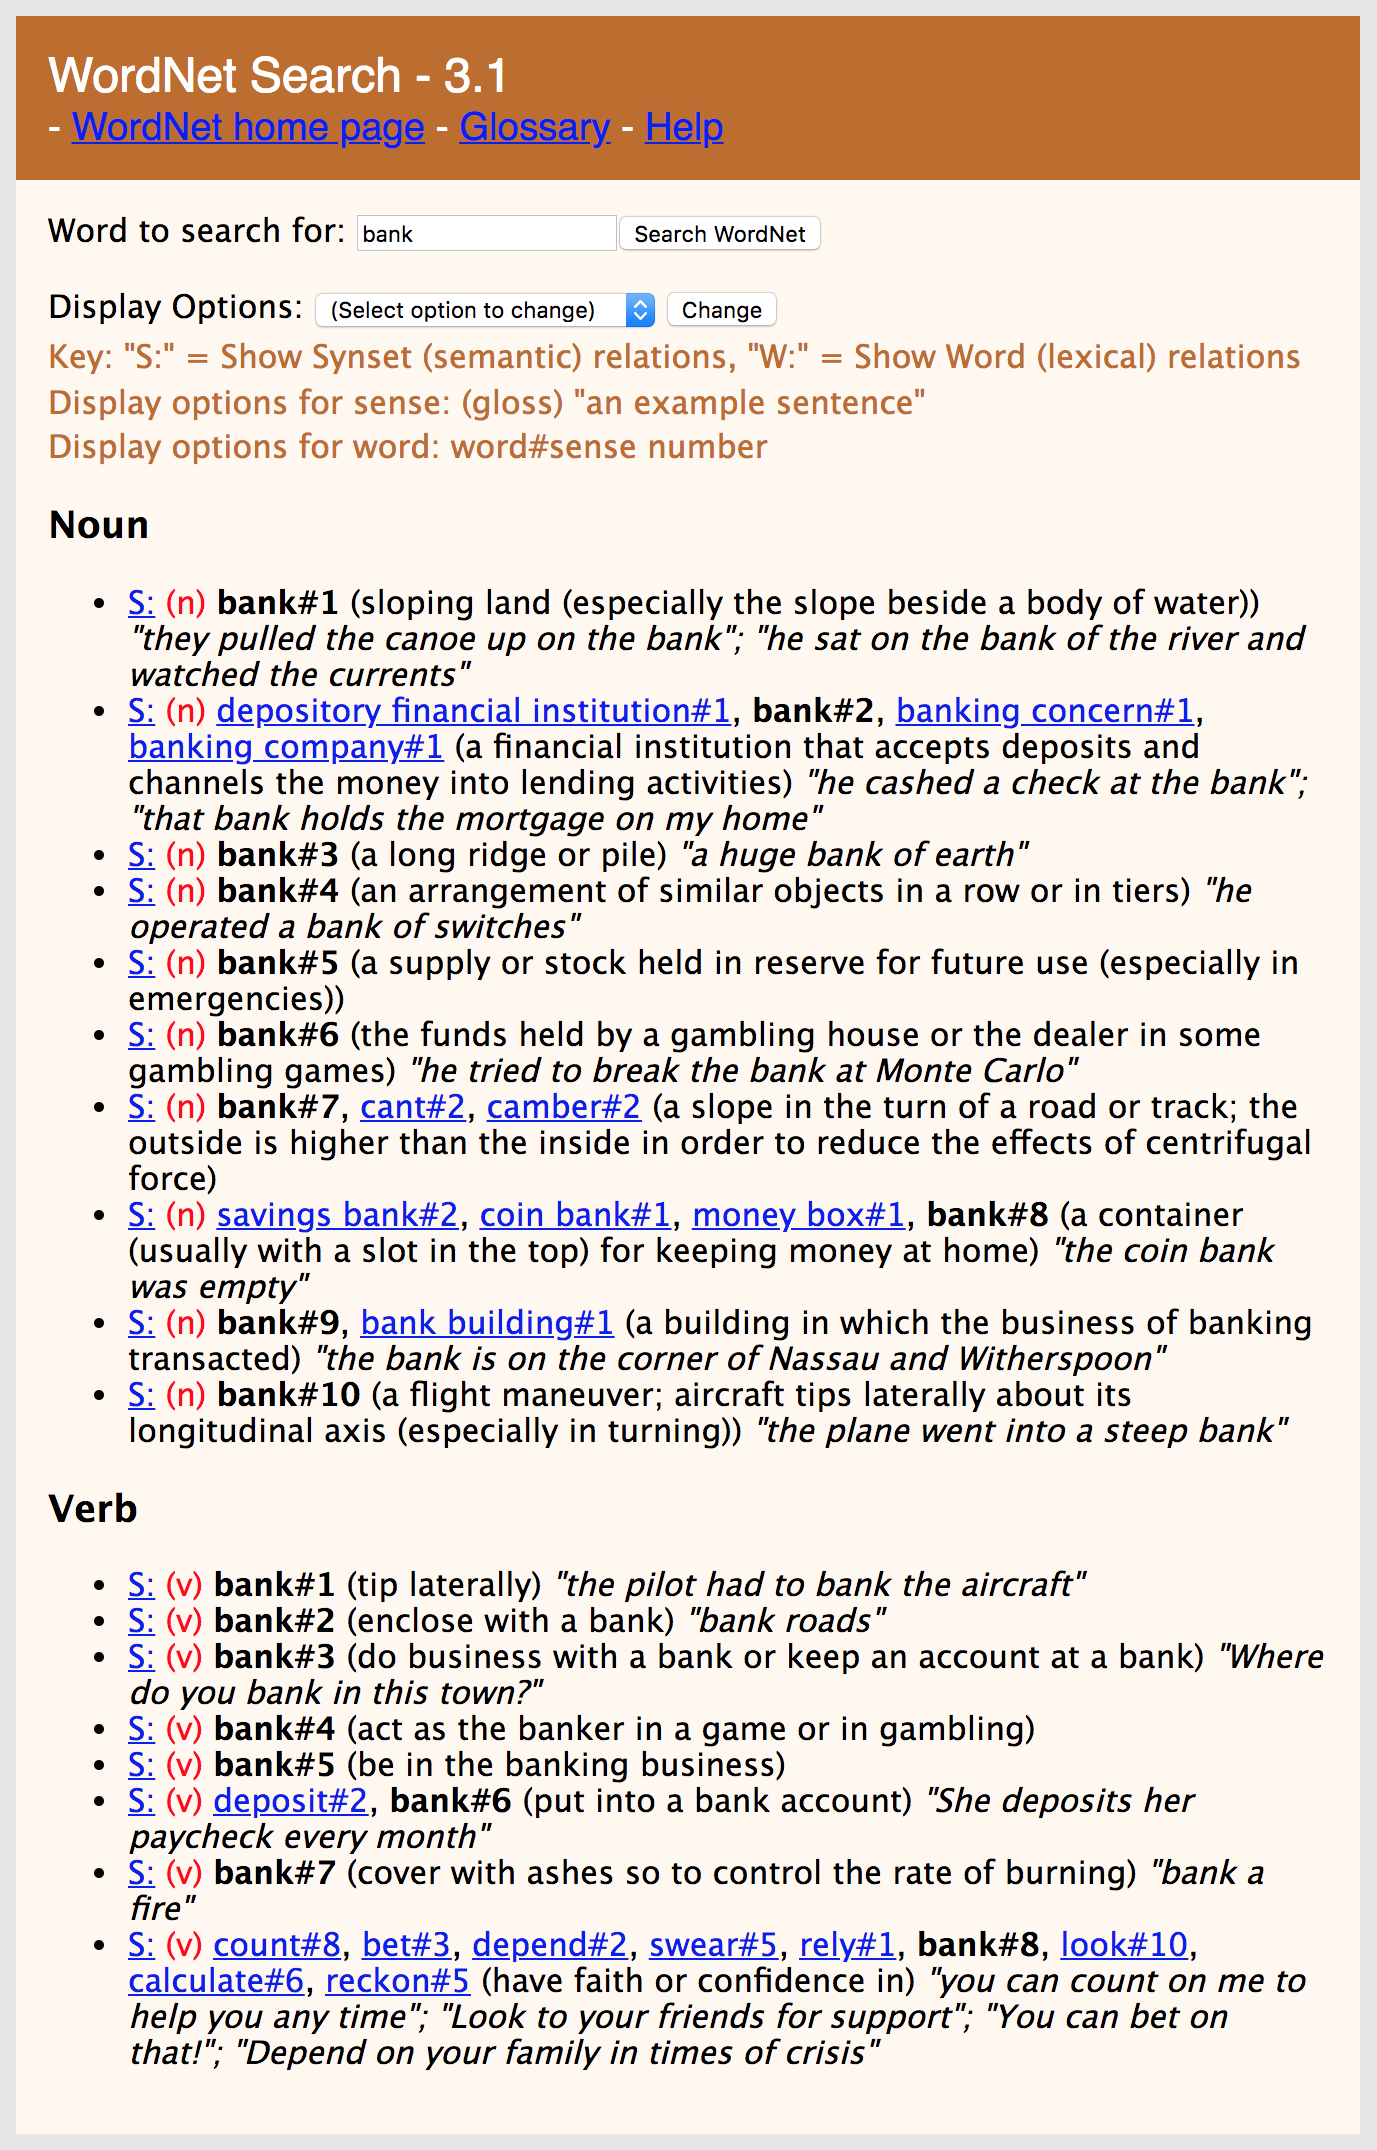 WordNet Search - 3.1
- WordNet home page - Glossary - Help
Word to search for: bank Search WordNet
Display Options: (Select option to change) Change
Key: "S:" = Show Synset (semantic) relations, "W:" = Show Word (lexical) relations
Display options for sense: (gloss) "an example sentence"
Display options for word: word#sense number
Noun
• S: (n) bank#1 (sloping land (especially the slope beside a body of water))
"they pulled the canoe up on the bank"; "he sat on the bank of the river and
watched the currents"
• S: (n) depository financial institution#1, bank#2, banking concern#1,
banking company#1 (a financial institution that accepts deposits and
channels the money into lending activities) "he cashed a check at the bank";
"that bank holds the mortgage on my home"
• S: (n) bank#3 (a long ridge or pile) "a huge bank of earth"
• S: (n) bank#4 (an arrangement of similar objects in a row or in tiers) "he
operated a bank of switches"
• S: (n) bank#5 (a supply or stock held in reserve for future use (especially in
emergencies))
• S: (n) bank#6 (the funds held by a gambling house or the dealer in some
gambling games) "he tried to break the bank at Monte Carlo"
• S: (n) bank#7, cant#2, camber#2 (a slope in the turn of a road or track; the
outside is higher than the inside in order to reduce the effects of centrifugal
force)
• S: (n) savings bank#2, coin bank#1, money box#1, bank#8 (a container
(usually with a slot in the top) for keeping money at home) "the coin bank
was empty"
• S: (n) bank#9, bank building#1 (a building in which the business of banking
transacted) "the bank is on the corner of Nassau and Witherspoon"
• S: (n) bank#10 (a flight maneuver; aircraft tips laterally about its
longitudinal axis (especially in turning)) "the plane went into a steep bank"
Verb
• S: (v) bank#1 (tip laterally) "the pilot had to bank the aircraft"
• S: (v) bank#2 (enclose with a bank) "bank roads"
• S: (v) bank#3 (do business with a bank or keep an account at a bank) "Where
do you bank in this town?"
• S: (v) bank#4 (act as the banker in a game or in gambling)
• S: (v) bank#5 (be in the banking business)
• S: (v) deposit#2, bank#6 (put into a bank account) "She deposits her
paycheck every month"
• S: (v) bank#7 (cover with ashes so to control the rate of burning) "bank a
fire"
• S: (v) count#8, bet#3, depend#2, swear#5, rely#1, bank#8, look#10,
calculate#6, reckon#5 (have faith or confidence in) "you can count on me to
help you any time"; "Look to your friends for support"; "You can bet on
that!"; "Depend on your family in times of crisis"